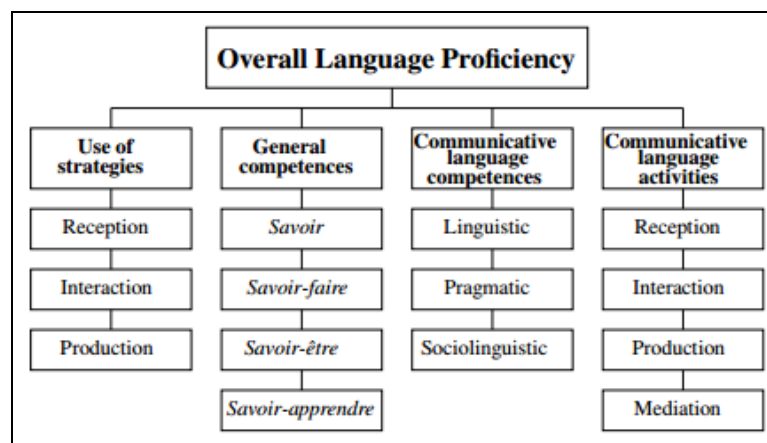 Overall Language Proficiency
Use of
strategies
Reception
Interaction
Production
General
competences
Savoir
Savoir-faire
Savoir-être
Savoir-apprendre
Communicative
language
competences
Linguistic
Pragmatic
Sociolinguistic
Communicative
language
activities
Reception
Interaction
Production
Mediation